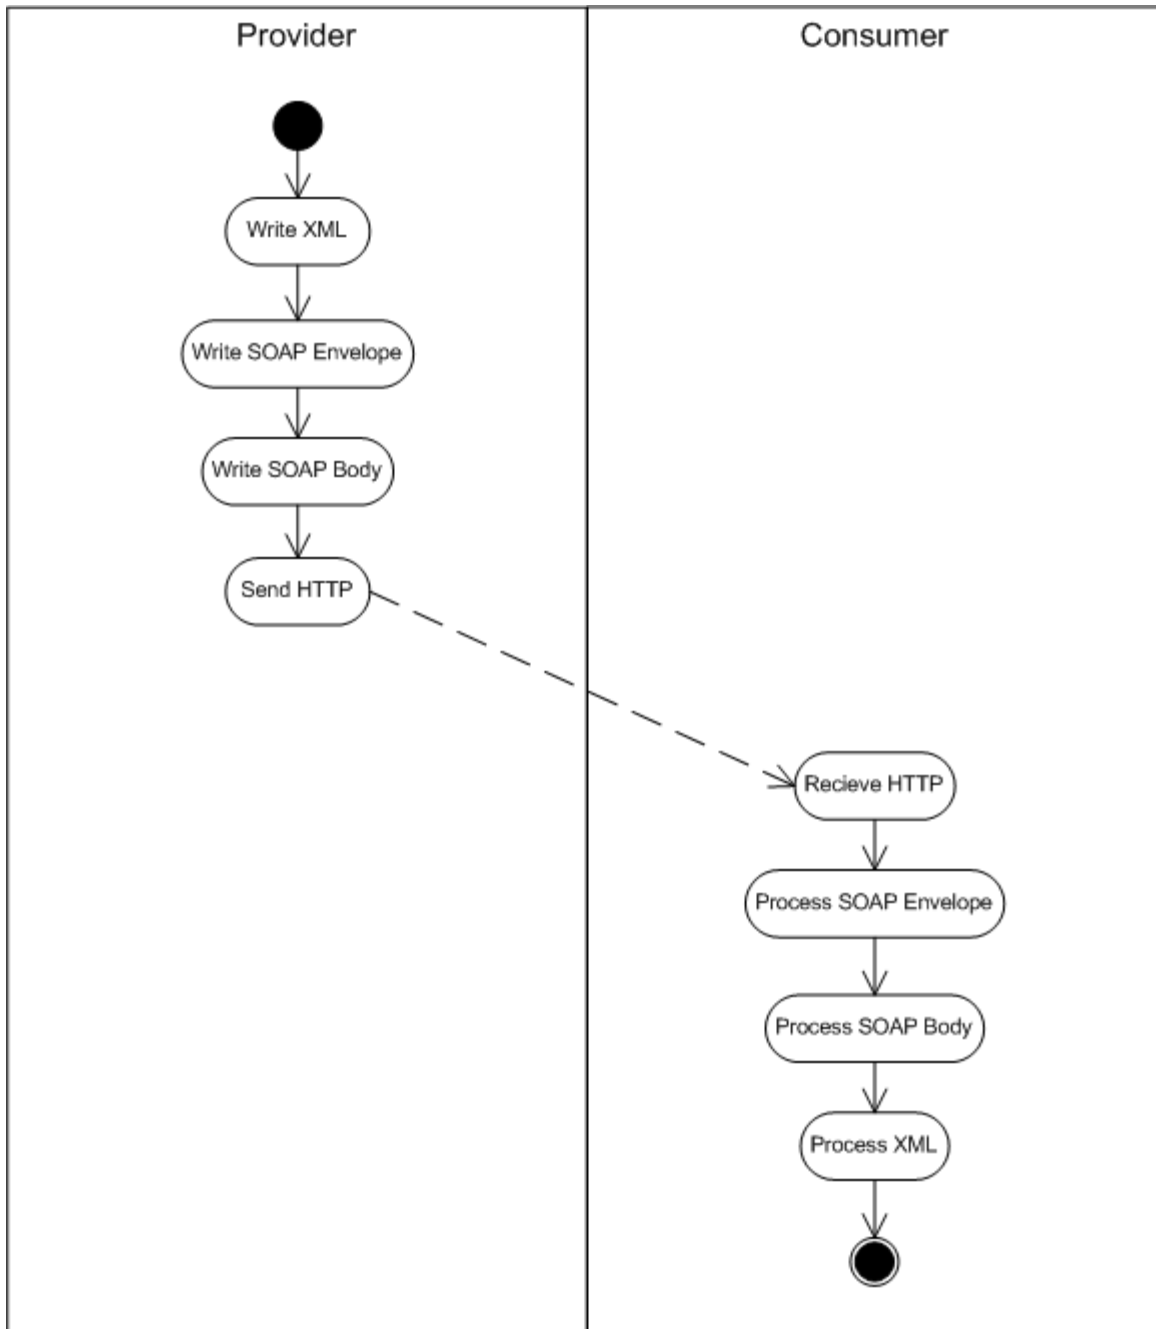 Provider
Consumer
Write XML
Write SOAP Envelope
Write SOAP Body
Send HTTP
Recieve HTTP
Process SOAP Envelope
Process SOAP Body
Process XML